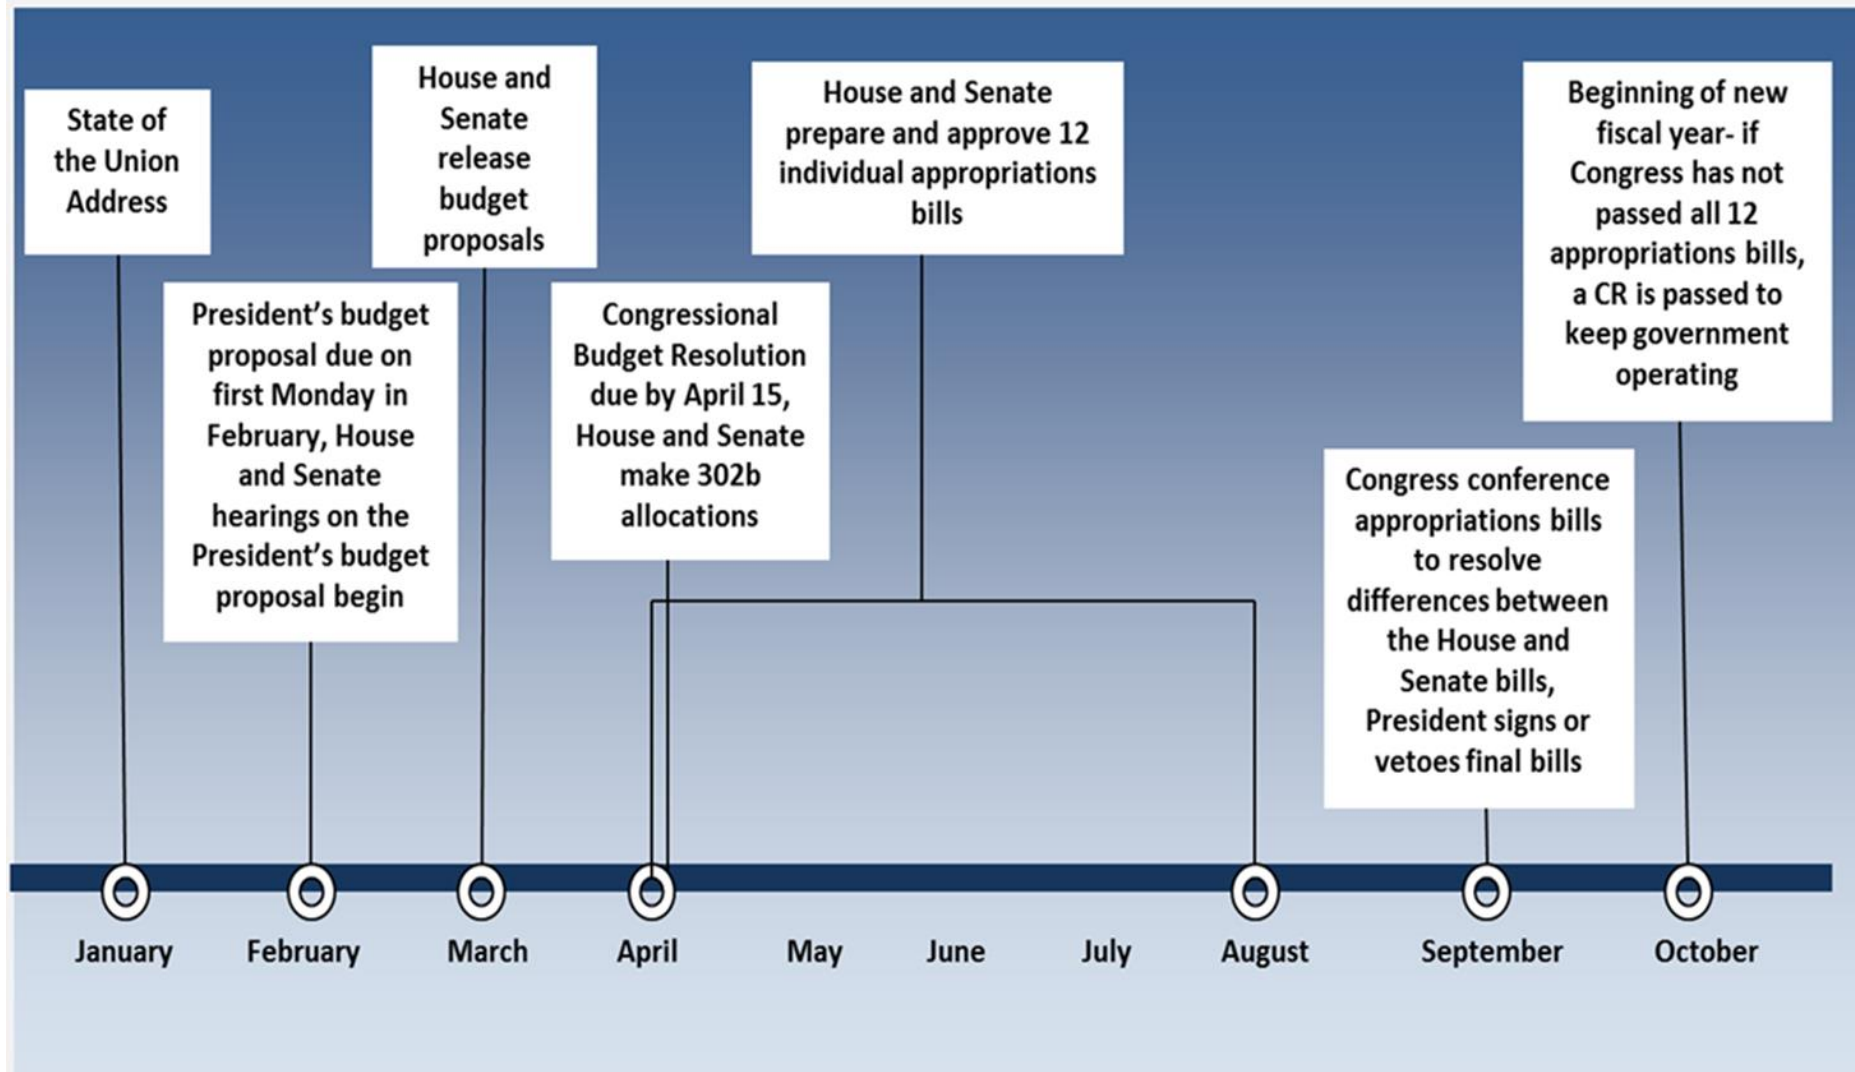 State of
the Union
Address
President's budget
proposal due on
first Monday in
February, House
and Senate
hearings on the
President's budget
proposal begin
House and
Senate
release
budget
proposals
Congressional
Budget Resolution
due by April 15,
House and Senate
make 302b
allocations
House and Senate
prepare and approve 12
individual appropriations
bills
Congress conference
appropriations bills
to resolve
differences between
the House and
Senate bills,
President signs or
vetoes final bills
Beginning of new
fiscal year- if
Congress has not
passed all 12
appropriations bills,
a CR is passed to
keep government
operating
January February March April May June July August September October